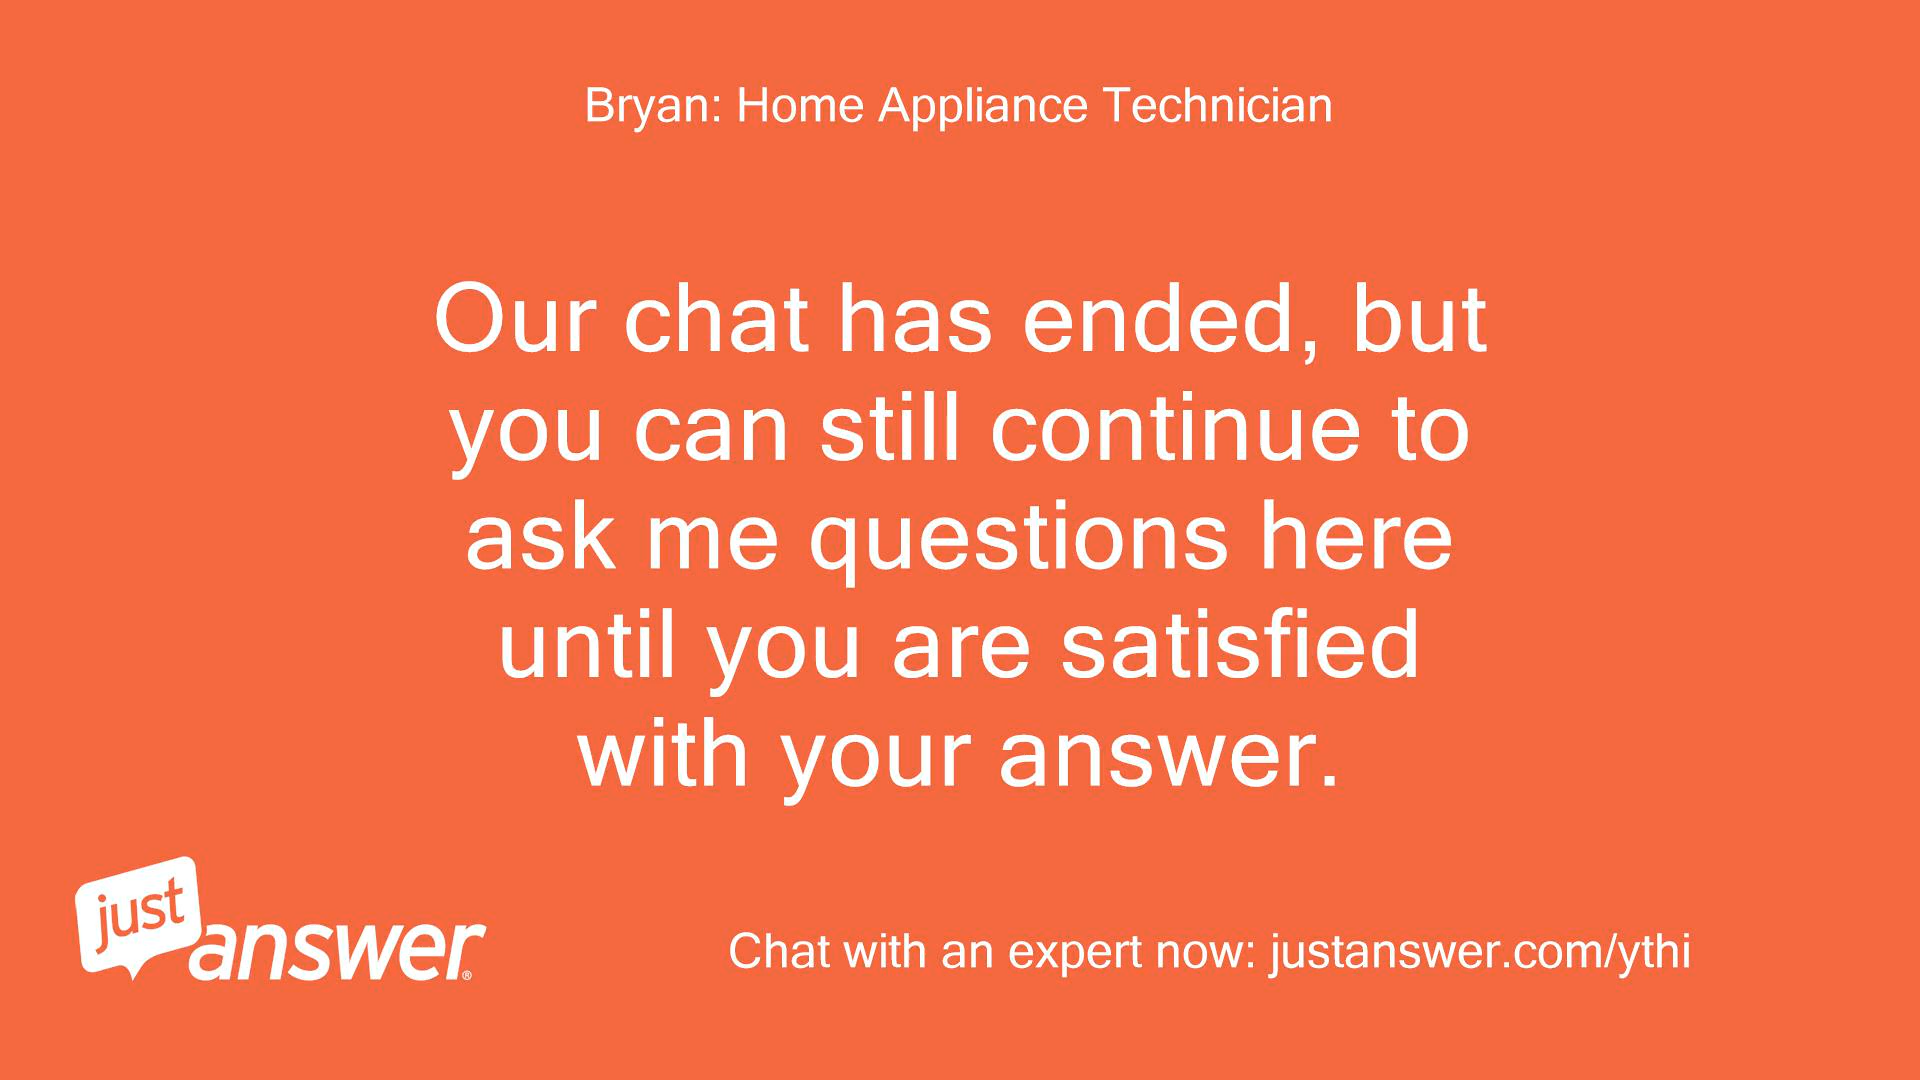 Bryan: Home Appliance Technician
Our chat has ended, but
you can still continue to
ask me questions here
until you are satisfied
with your answer.
just
answer®
Chat with an expert now: justanswer.com/ythi